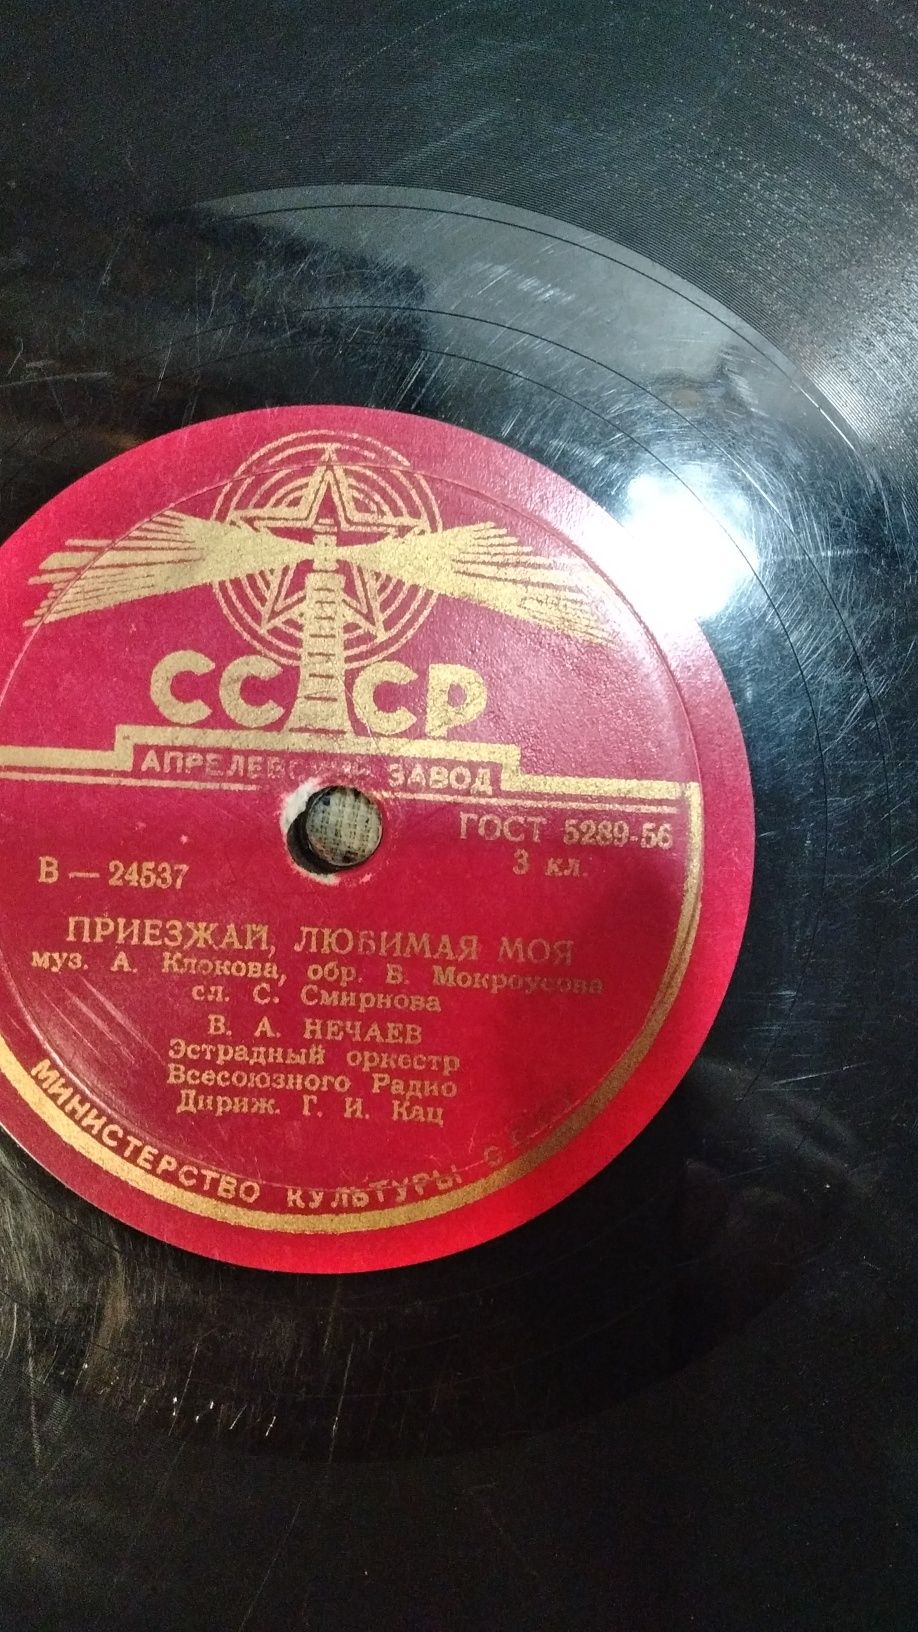 СССР
АПРЕЛЕВСКИЙ ЗАВОД
ГОСТ 5289-56
3 кл.
В — 24537
ПРИЕЗЖАЙ, ЛЮБИМАЯ МОЯ
муз. А. Клокова, обр. Б. Мокроусова
сл. С. Смирнова
В. А. НЕЧАЕВ
Эстрадный оркестр
Всесоюзного Радио
Дириж. Г. И. Кац
МИНИСТЕРСТВО КУЛЬТУРЫ СССР